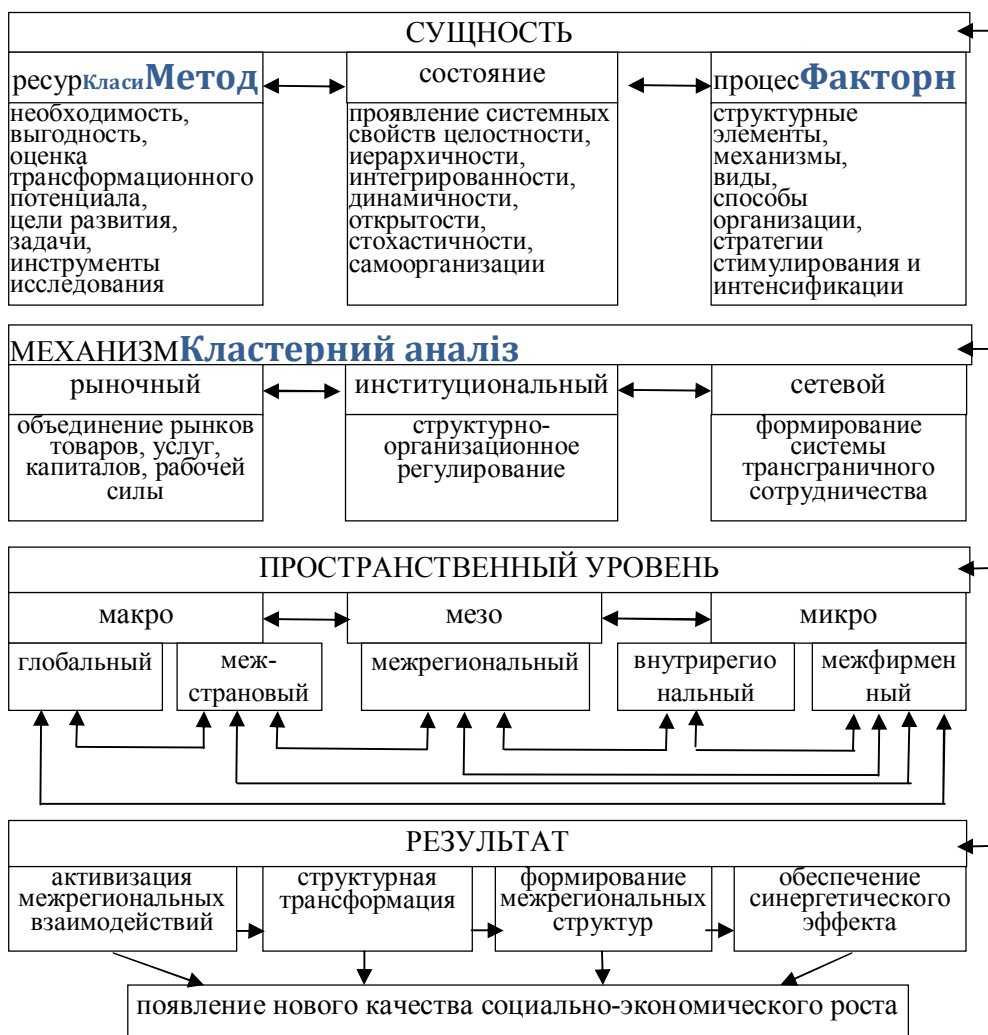 СУЩНОСТЬ
ресурКласиМетод
состояние
процесФакторн
необходимость,
выгодность,
оценка
трансформационного
потенциала,
цели развития,
задачи,
инструменты
исследования
проявление системных
свойств целостности,
иерархичности,
интегрированности,
динамичности,
открытости,
стохастичности,
самоорганизации
структурные
элементы,
механизмы,
виды,
способы
организации,
стратегии
стимулирования и
интенсификации
МЕХАНИЗМКластерний аналіз
рыночный
институциональный
сетевой
объединение рынков
товаров, услуг,
капиталов, рабочей
силы
структурно-
организационное
регулирование
формирование
системы
трансграничного
сотрудничества
ПРОСТРАНСТВЕННЫЙ УРОВЕНЬ
макро
мезо
микро
глобальный
меж-
страновый
межрегиональный
внутрирегио
нальный
межфирмен
ный
РЕЗУЛЬТАТ
активизация
межрегиональных
взаимодействий
структурная
трансформация
формирование
межрегиональных
структур
обеспечение
синергетического
эффекта
появление нового качества социально-экономического роста